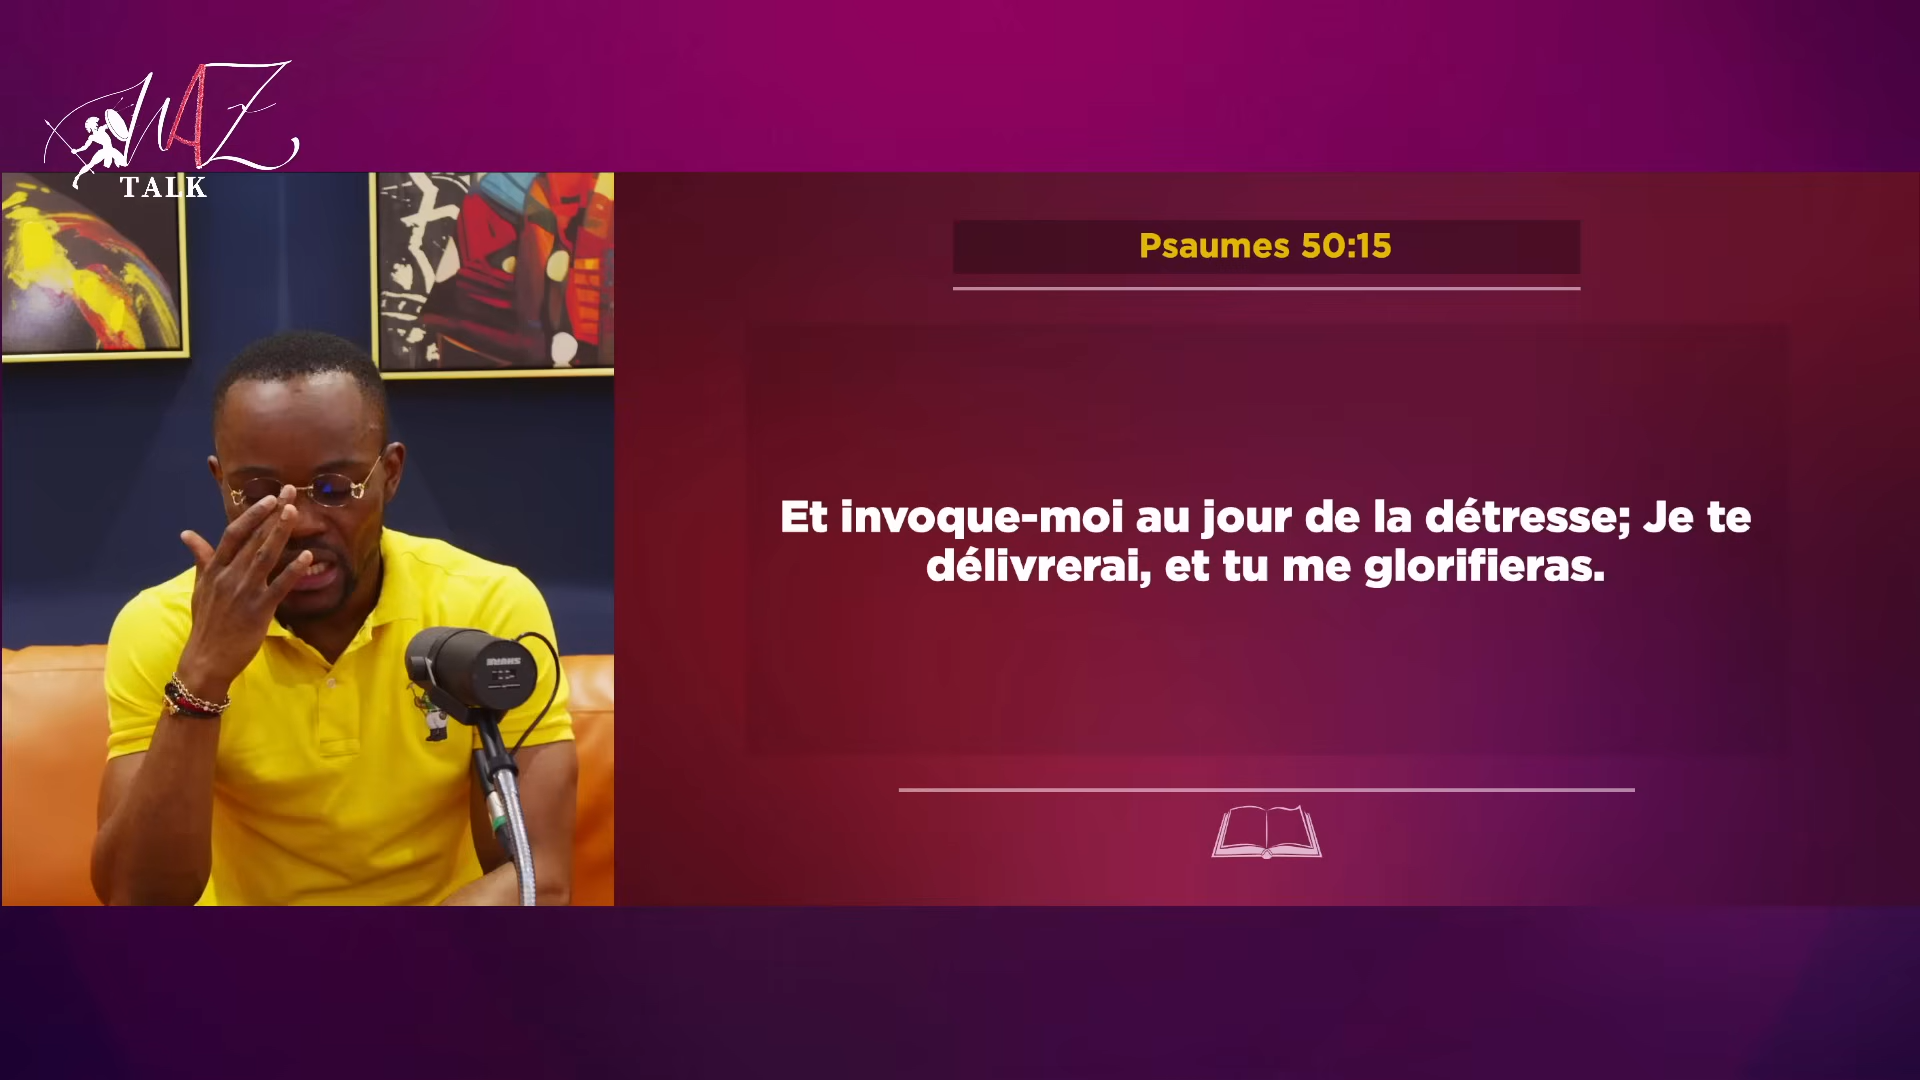 WAZ
TALK
Psaumes 50:15
Et invoque-moi au jour de la détresse; Je te
délivrerai, et tu me glorifieras.
SHURE